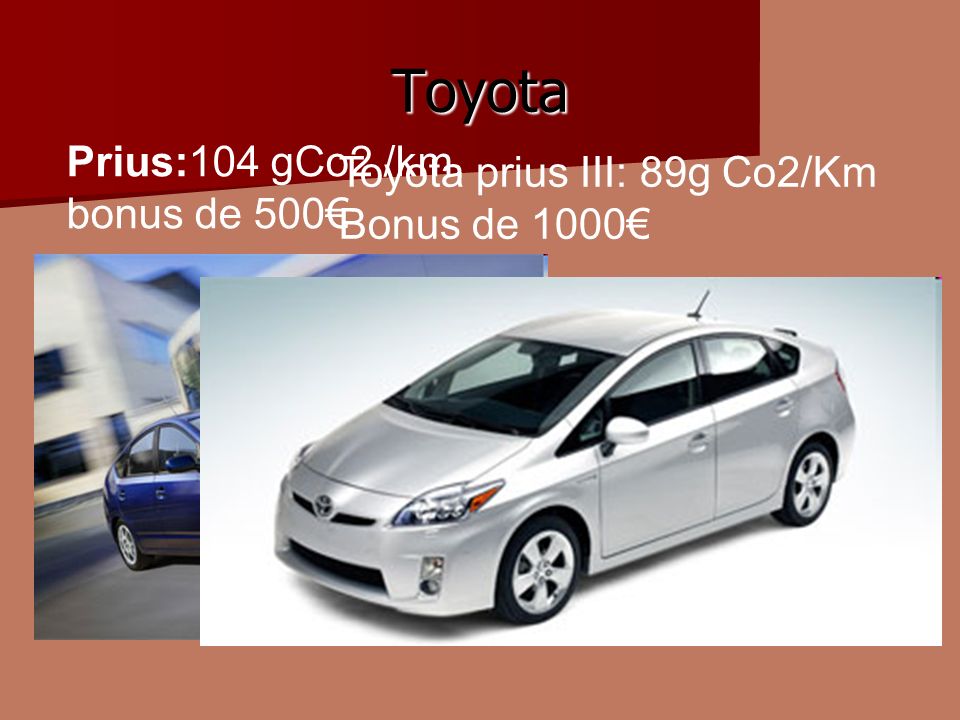 Toyota
Prius:104 gCo2 /km
bonus de 500€
Toyota prius III: 89g Co2/Km
Bonus de 1000€